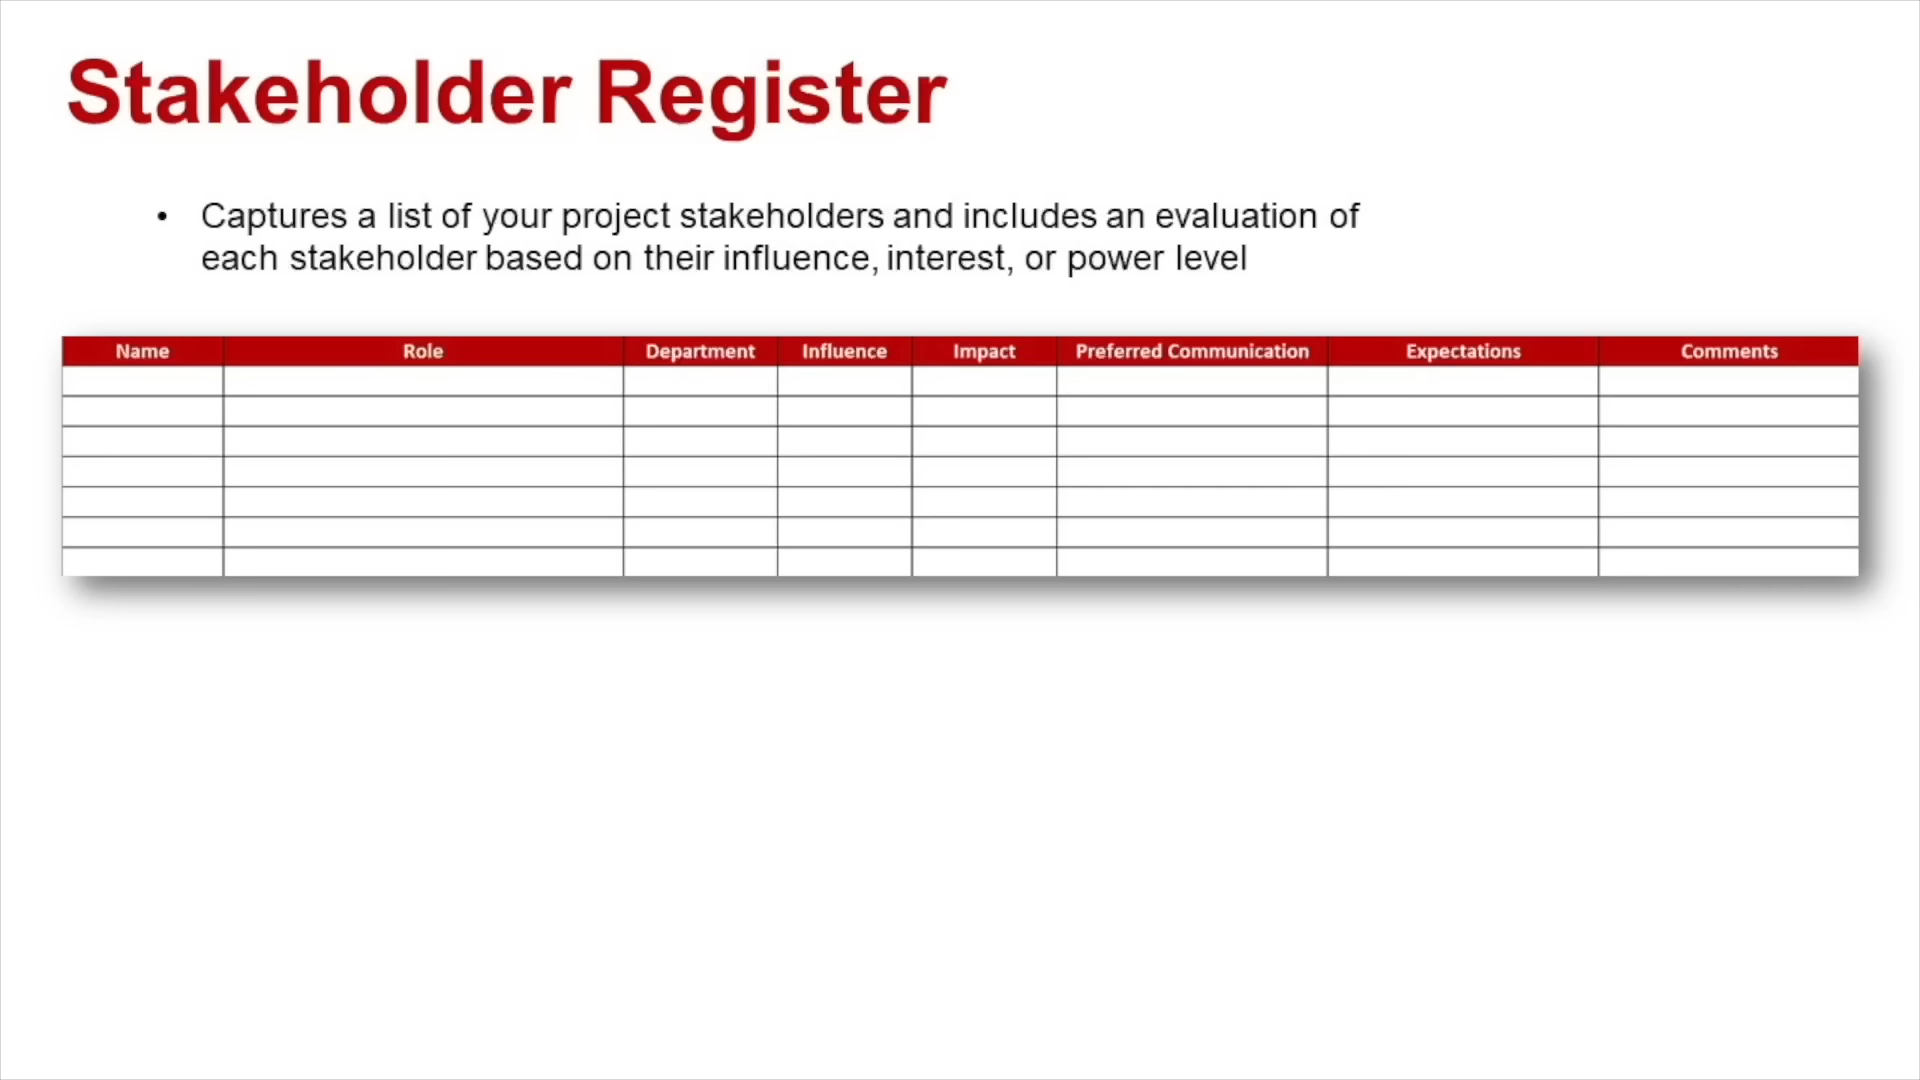 Stakeholder Register
• Captures a list of your project stakeholders and includes an evaluation of
each stakeholder based on their influence, interest, or power level
Name Role Department Influence Impact Preferred Communication Expectations Comments